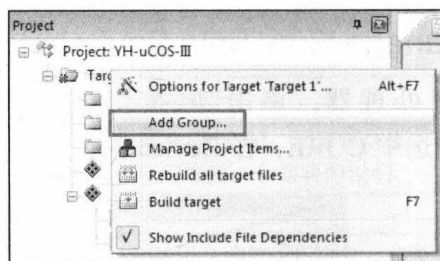 Project
Project: YH-uCOS-Ⅲ
Targ
Options for Target 'Target 1'... Alt+F7
Add Group...
Manage Project Items...
Rebuild all target files
Build target F7
Show Include File Dependencies